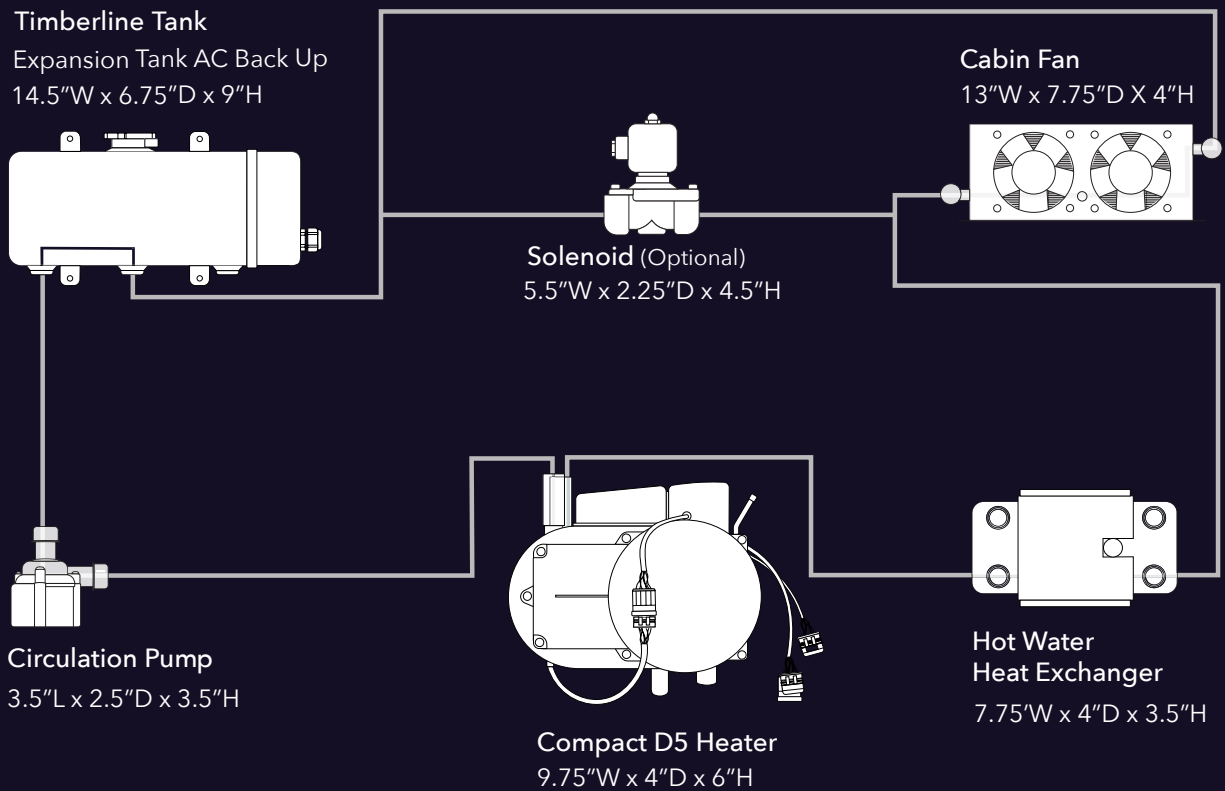 Timberline Tank
Expansion Tank AC Back Up
14.5”W x 6.75”D x 9”H
Cabin Fan
13”W x 7.75”D X 4”H
Solenoid (Optional)
5.5”W x 2.25”D x 4.5”H
Circulation Pump
3.5”L x 2.5”D x 3.5”H
Compact D5 Heater
9.75”W x 4”D x 6”H
Hot Water
Heat Exchanger
7.75’W x 4”D x 3.5”H